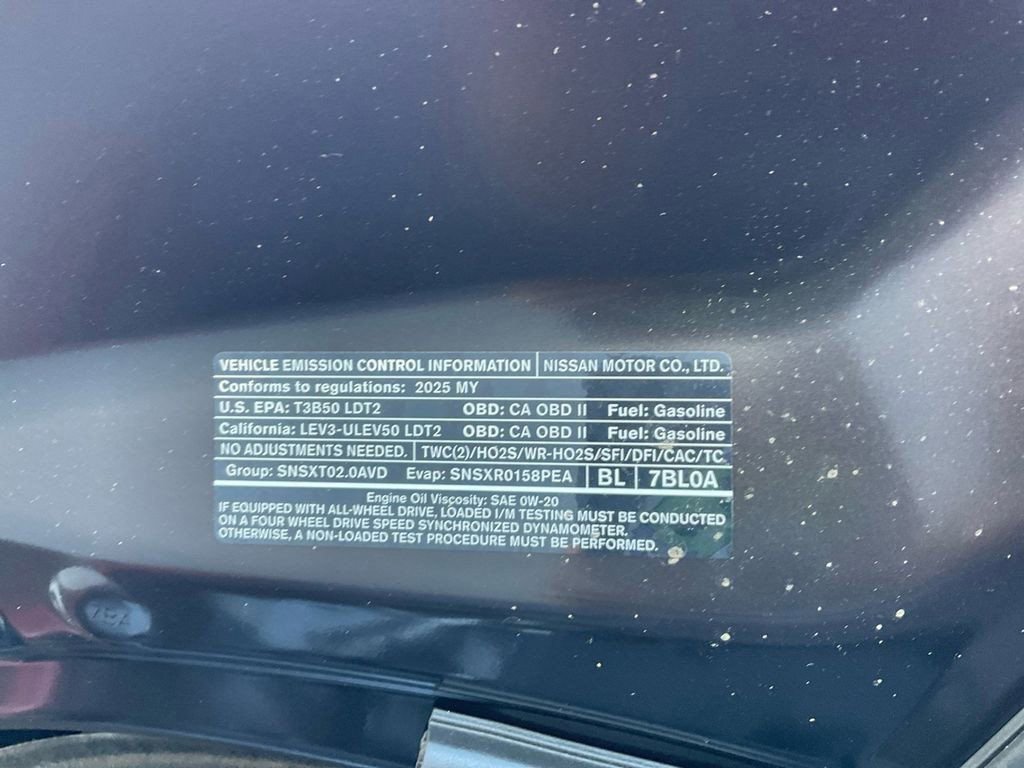 VEHICLE EMISSION CONTROL INFORMATION NISSAN MOTOR CO., LTD.
Conforms to regulations: 2025 MY
U.S. EPA: T3B50 LDT2 OBD: CA OBD II Fuel: Gasoline
California: LEV3-ULEV50 LDT2 OBD: CA OBD II Fuel: Gasoline
NO ADJUSTMENTS NEEDED. TWC(2)/HO2S/WR-HO2S/SFI/DFI/CAC/TC
Group: SNSXT02.0AVD Evap: SNSXR0158PEA BL 7BL0A
Engine Oil Viscosity: SAE 0W-20
IF EQUIPPED WITH ALL-WHEEL DRIVE, LOADED I/M TESTING MUST BE CONDUCTED
ON A FOUR WHEEL DRIVE SPEED SYNCHRONIZED DYNAMOMETER.
OTHERWISE, A NON-LOADED TEST PROCEDURE MUST BE PERFORMED.